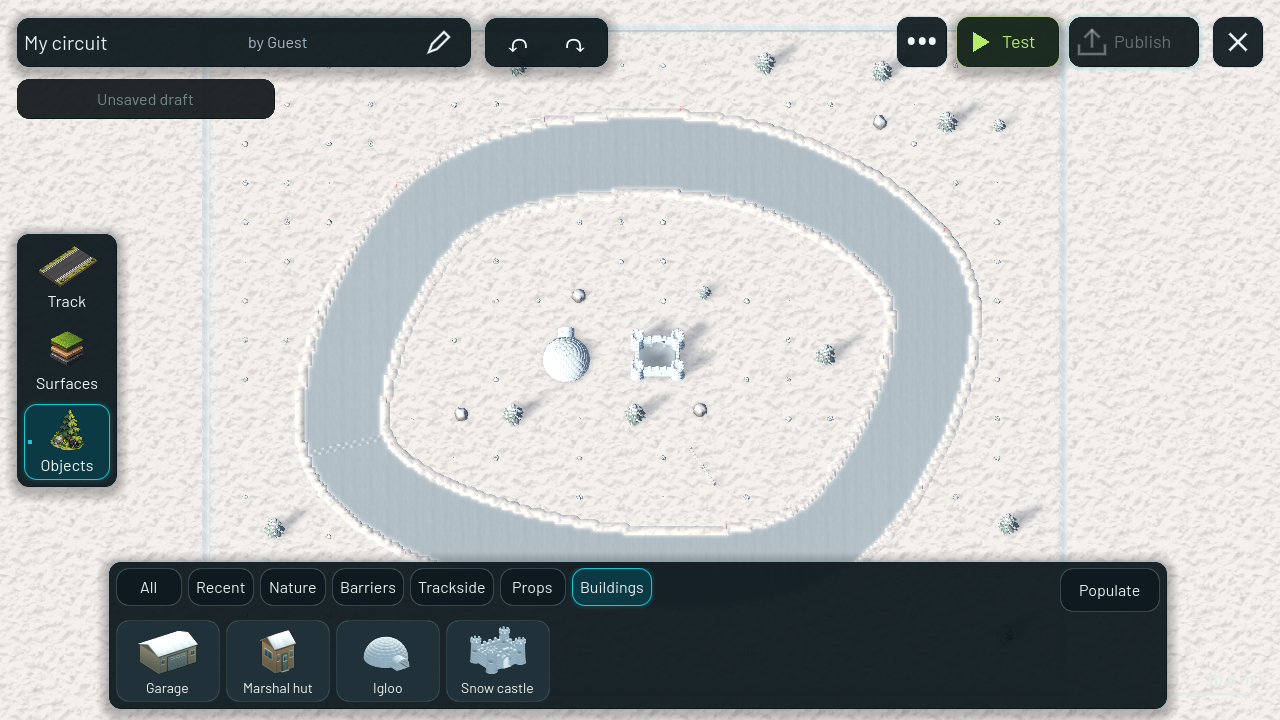 My circuit
by Guest
Test
Publish
Unsaved draft
Track
Surfaces
Objects
All
Recent
Nature
Barriers
Trackside
Props
Buildings
Populate
Garage
Marshal hut
Igloo
Snow castle